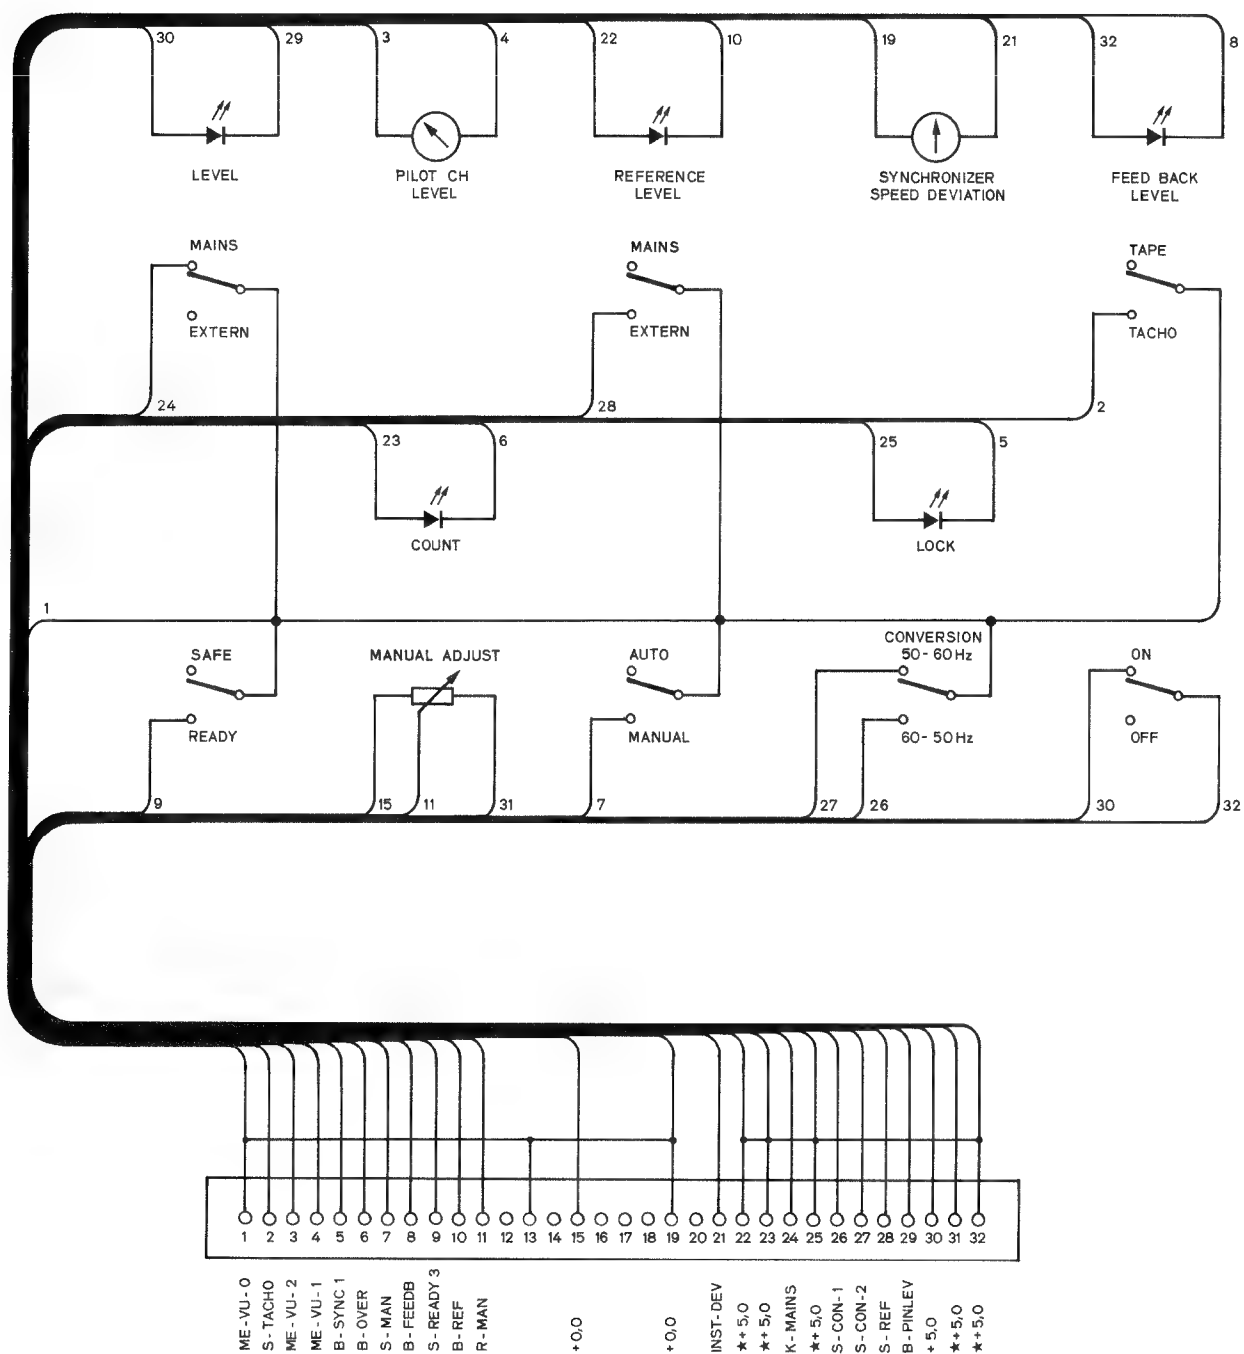 30 29 3 4 22 10 19 21 32 8
LEVEL
PILOT CH
LEVEL
REFERENCE
LEVEL
SYNCHRONIZER
SPEED DEVIATION
FEED BACK
LEVEL
MAINS MAINS TAPE
EXTERN EXTERN TACHO
24 28 2
23 6 25 5
COUNT LOCK
1
SAFE MANUAL ADJUST AUTO
CONVERSION
50-60Hz
ON
READY MANUAL 60-50Hz OFF
9 15 11 31 7 27 26 30 32
1 2 3 4 5 6 7 8 9 10 11 12 13 14 15 16 17 18 19 20 21 22 23 24 25 26 27 28 29 30 31 32
ME-VU-0
S-TACHO
ME-VU-2
ME-VU-1
B-SYNC 1
B-OVER
S-MAN
B-FEEDB
S-READY 3
B-REF
R-MAN
+0,0
+0,0
INST-DEV
★+5,0
★+5,0
K-MAINS
★+5,0
S-CON-1
S-CON-2
S-REF
B-PINLEV
+5,0
★+5,0
★+5,0